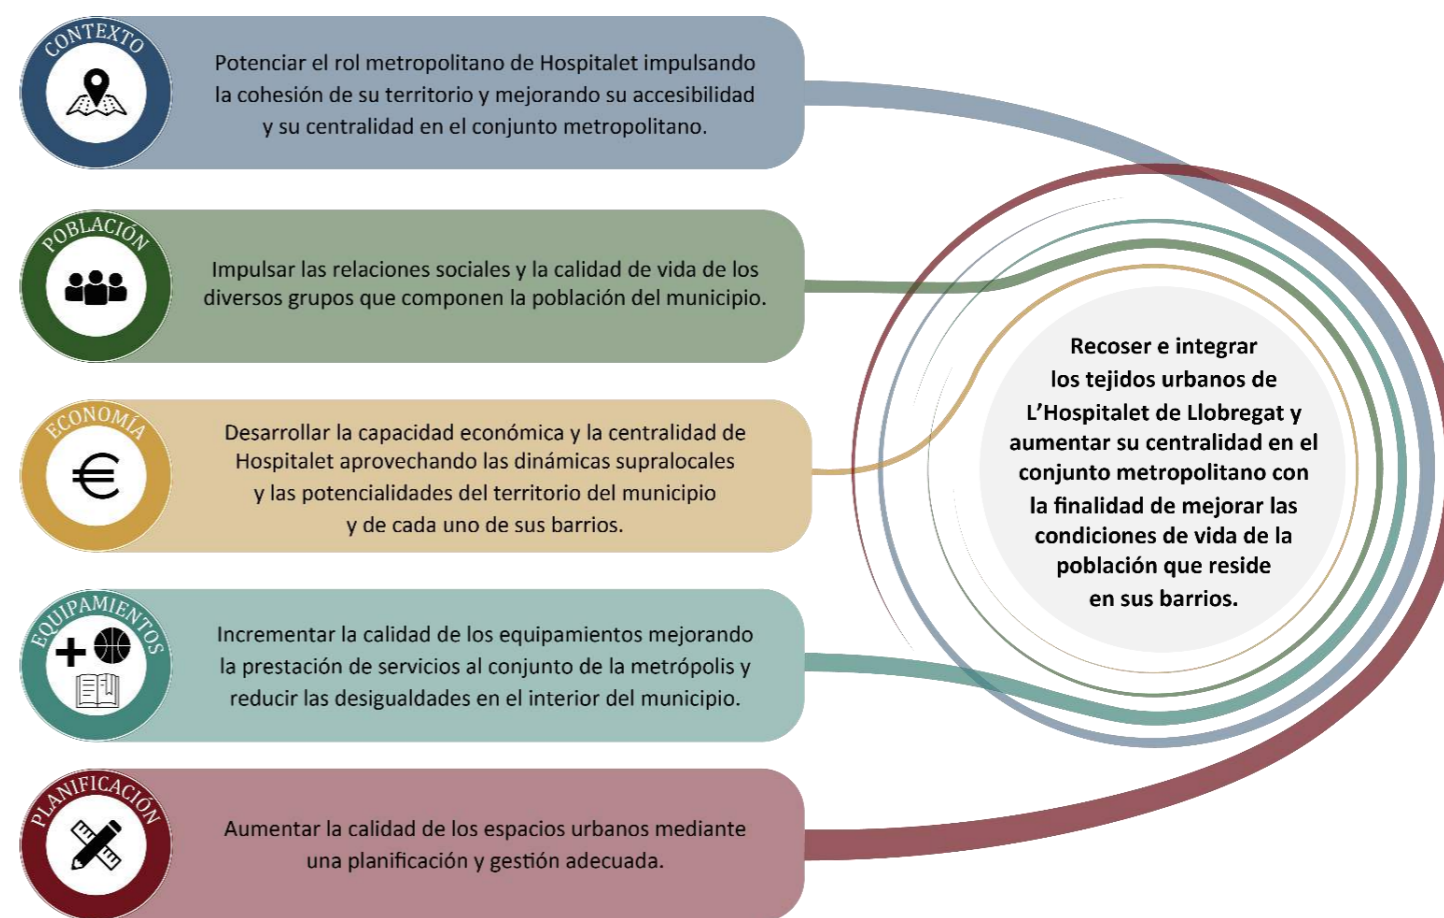 CONTEXTO
Potenciar el rol metropolitano de Hospitalet impulsando
la cohesión de su territorio y mejorando su accesibilidad
y su centralidad en el conjunto metropolitano.
POBLACIÓN
Impulsar las relaciones sociales y la calidad de vida de los
diversos grupos que componen la población del municipio.
ECONOMÍA
€
Desarrollar la capacidad económica y la centralidad de
Hospitalet aprovechando las dinámicas supralocales
y las potencialidades del territorio del municipio
y de cada uno de sus barrios.
EQUIPAMIENTOS
Incrementar la calidad de los equipamientos mejorando
la prestación de servicios al conjunto de la metrópolis y
reducir las desigualdades en el interior del municipio.
PLANIFICACIÓN
Aumentar la calidad de los espacios urbanos mediante
una planificación y gestión adecuada.
Recoser e integrar
los tejidos urbanos de
L'Hospitalet de Llobregat y
aumentar su centralidad en el
conjunto metropolitano con
la finalidad de mejorar las
condiciones de vida de la
población que reside
en sus barrios.